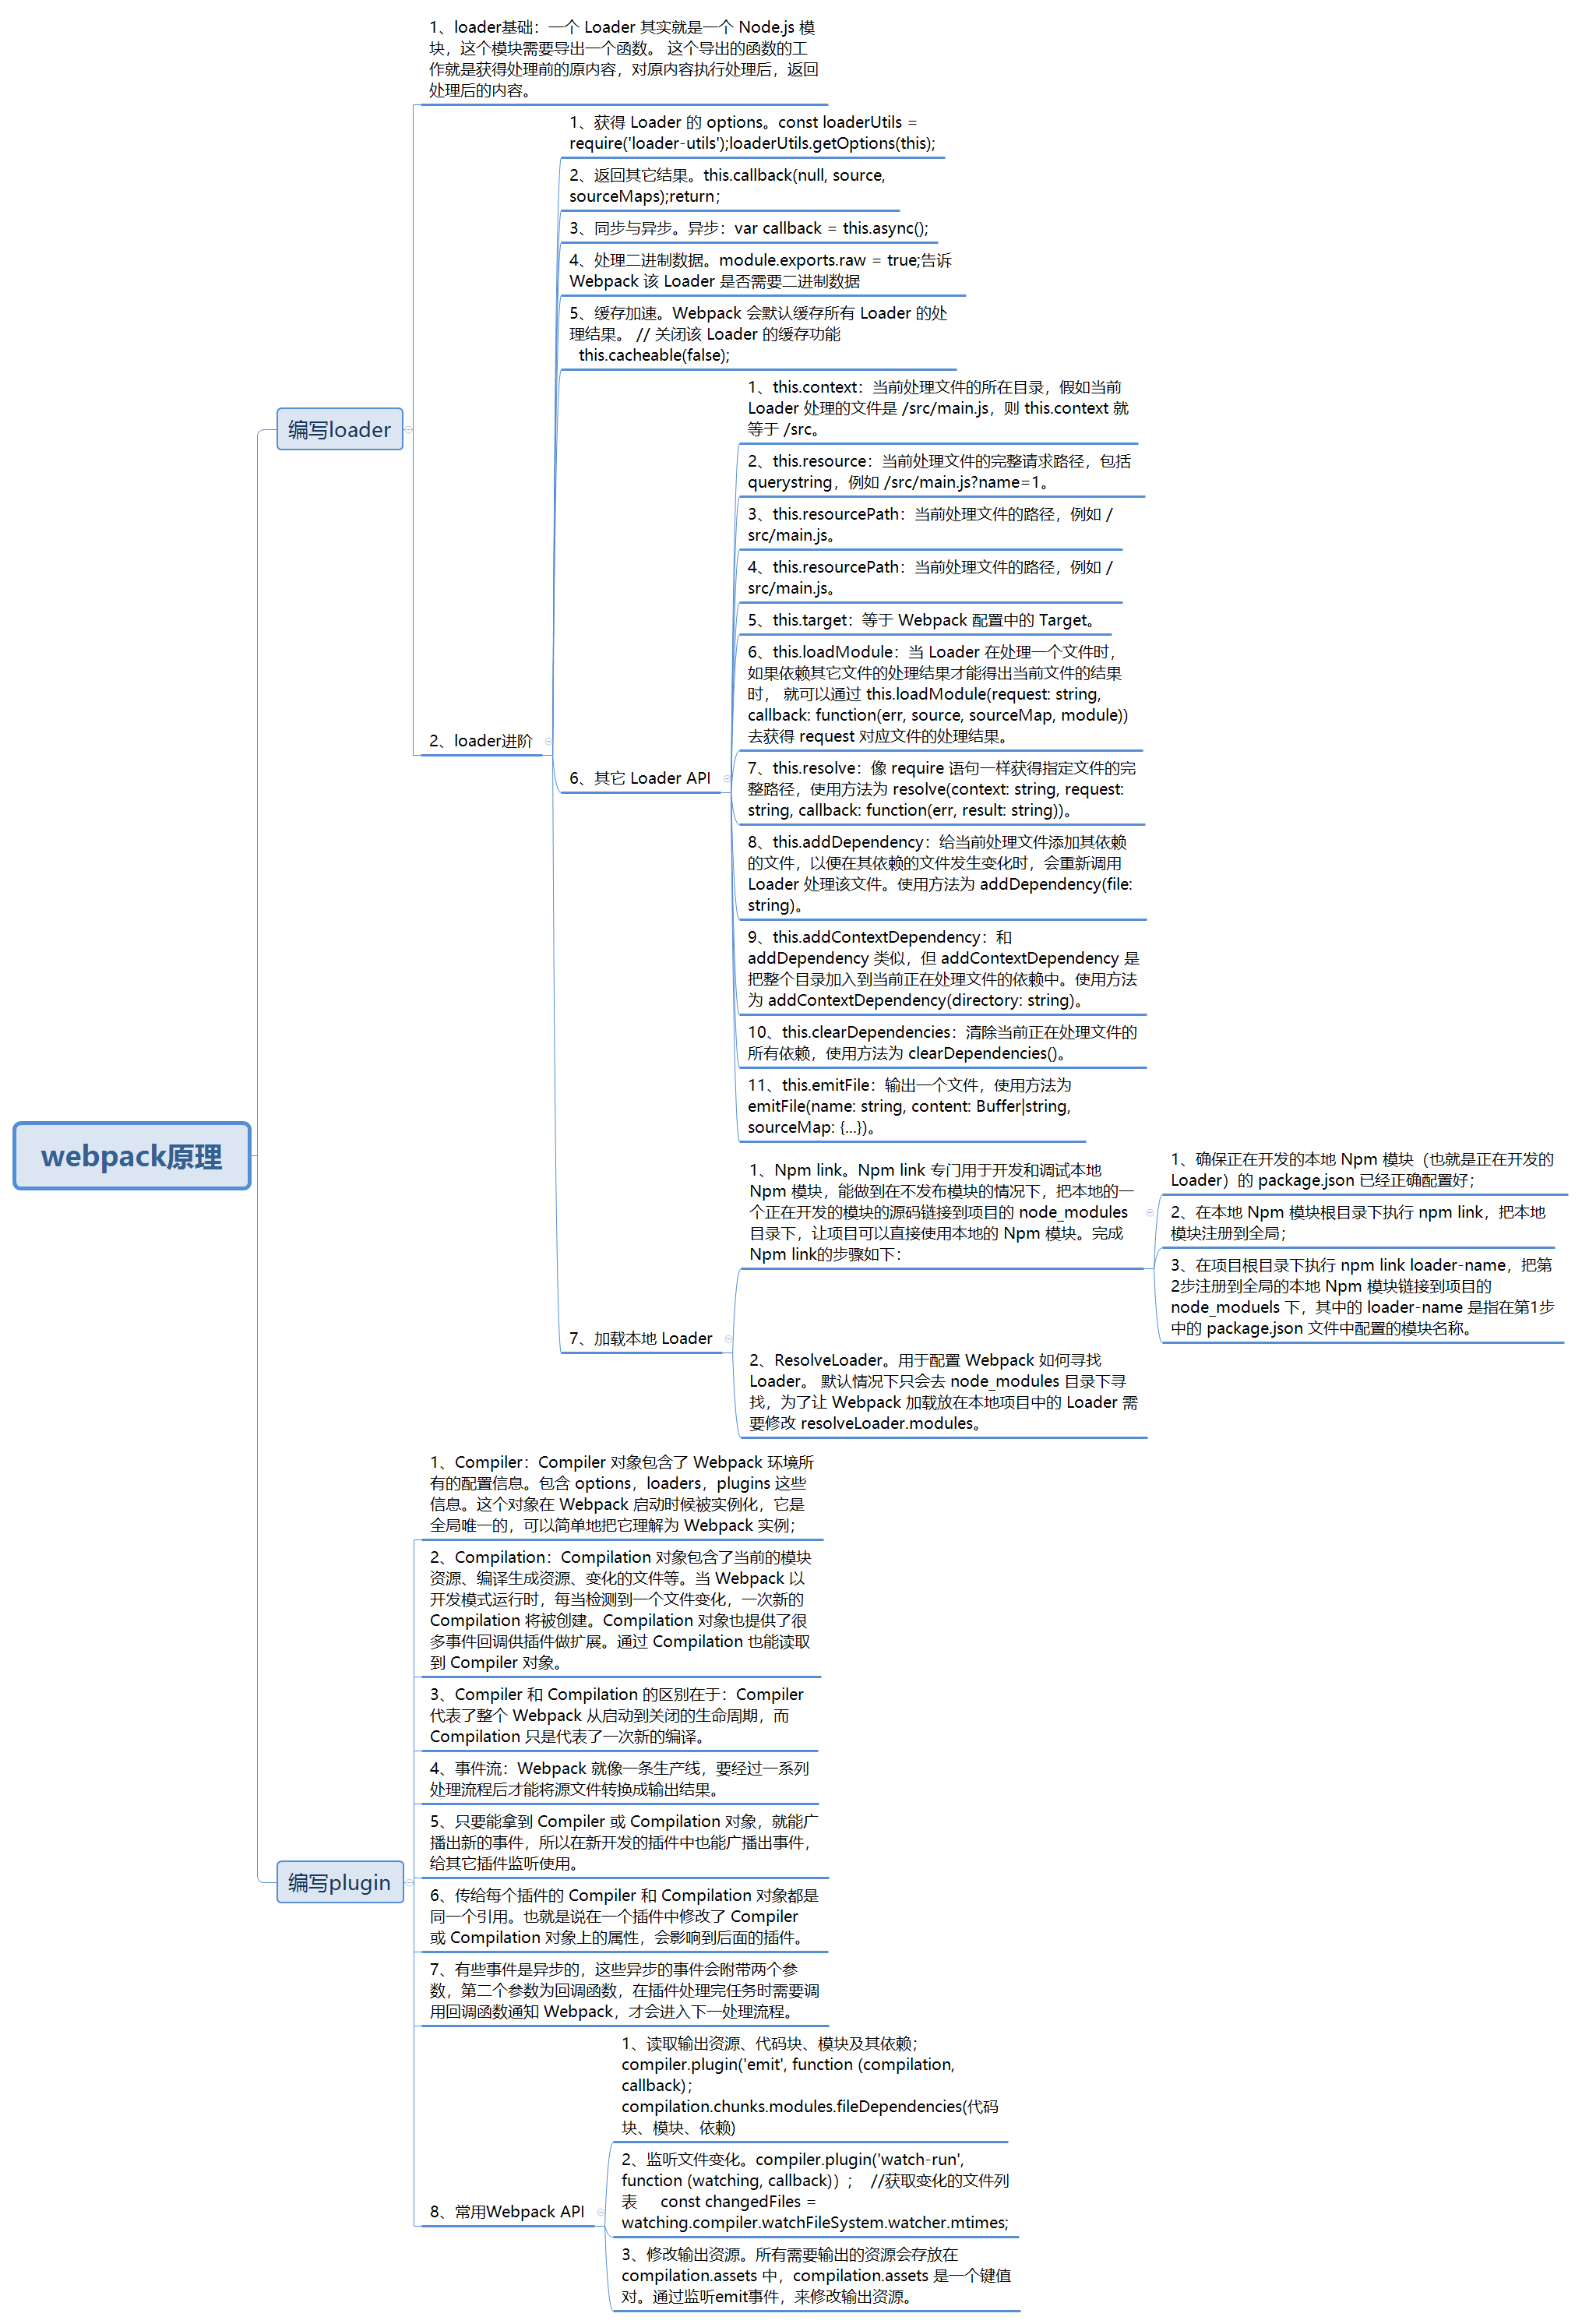 webpack原理
编写loader
1、loader基础：一个 Loader 其实就是一个 Node.js 模
块，这个模块需要导出一个函数。 这个导出的函数的工
作就是获得处理前的原内容，对原内容执行处理后，返回
处理后的内容。
2、loader进阶
1、获得 Loader 的 options。const loaderUtils =
require('loader-utils');loaderUtils.getOptions(this);
2、返回其它结果。this.callback(null, source,
sourceMaps);return；
3、同步与异步。异步：var callback = this.async();
4、处理二进制数据。module.exports.raw = true;告诉
Webpack 该 Loader 是否需要二进制数据
5、缓存加速。Webpack 会默认缓存所有 Loader 的处
理结果。 // 关闭该 Loader 的缓存功能
this.cacheable(false);
6、其它 Loader API
1、this.context：当前处理文件的所在目录，假如当前
Loader 处理的文件是 /src/main.js，则 this.context 就
等于 /src。
2、this.resource：当前处理文件的完整请求路径，包括
querystring，例如 /src/main.js?name=1。
3、this.resourcePath：当前处理文件的路径，例如 /
src/main.js。
4、this.resourcePath：当前处理文件的路径，例如 /
src/main.js。
5、this.target：等于 Webpack 配置中的 Target。
6、this.loadModule：当 Loader 在处理一个文件时，
如果依赖其它文件的处理结果才能得出当前文件的结果
时， 就可以通过 this.loadModule(request: string,
callback: function(err, source, sourceMap, module))
去获得 request 对应文件的处理结果。
7、this.resolve：像 require 语句一样获得指定文件的完
整路径，使用方法为 resolve(context: string, request:
string, callback: function(err, result: string))。
8、this.addDependency：给当前处理文件添加其依赖
的文件，以便在其依赖的文件发生变化时，会重新调用
Loader 处理该文件。使用方法为 addDependency(file:
string)。
9、this.addContextDependency：和
addDependency 类似，但 addContextDependency 是
把整个目录加入到当前正在处理文件的依赖中。使用方法
为 addContextDependency(directory: string)。
10、this.clearDependencies：清除当前正在处理文件的
所有依赖，使用方法为 clearDependencies()。
11、this.emitFile：输出一个文件，使用方法为
emitFile(name: string, content: Buffer|string,
sourceMap: {...})。
7、加载本地 Loader
1、Npm link。Npm link 专门用于开发和调试本地
Npm 模块，能做到在不发布模块的情况下，把本地的一
个正在开发的模块的源码链接到项目的 node_modules
目录下，让项目可以直接使用本地的 Npm 模块。完成
Npm link的步骤如下：
1、确保正在开发的本地 Npm 模块（也就是正在开发的
Loader）的 package.json 已经正确配置好；
2、在本地 Npm 模块根目录下执行 npm link，把本地
模块注册到全局；
3、在项目根目录下执行 npm link loader-name，把第
2步注册到全局的本地 Npm 模块链接到项目的
node_moduels 下，其中的 loader-name 是指在第1步
中的 package.json 文件中配置的模块名称。
2、ResolveLoader。用于配置 Webpack 如何寻找
Loader。 默认情况下只会去 node_modules 目录下寻
找，为了让 Webpack 加载放在本地项目中的 Loader 需
要修改 resolveLoader.modules。
编写plugin
1、Compiler：Compiler 对象包含了 Webpack 环境所
有的配置信息。包含 options，loaders，plugins 这些
信息。这个对象在 Webpack 启动时候被实例化，它是
全局唯一的，可以简单地把它理解为 Webpack 实例；
2、Compilation：Compilation 对象包含了当前的模块
资源、编译生成资源、变化的文件等。当 Webpack 以
开发模式运行时，每当检测到一个文件变化，一次新的
Compilation 将被创建。Compilation 对象也提供了很
多事件回调供插件做扩展。通过 Compilation 也能读取
到 Compiler 对象。
3、Compiler 和 Compilation 的区别在于：Compiler
代表了整个 Webpack 从启动到关闭的生命周期，而
Compilation 只是代表了一次新的编译。
4、事件流：Webpack 就像一条生产线，要经过一系列
处理流程后才能将源文件转换成输出结果。
5、只要能拿到 Compiler 或 Compilation 对象，就能广
播出新的事件，所以在新开发的插件中也能广播出事件，
给其它插件监听使用。
6、传给每个插件的 Compiler 和 Compilation 对象都是
同一个引用。也就是说在一个插件中修改了 Compiler
或 Compilation 对象上的属性，会影响到后面的插件。
7、有些事件是异步的，这些异步的事件会附带两个参
数，第二个参数为回调函数，在插件处理完任务时需要调
用回调函数通知 Webpack，才会进入下一处理流程。
8、常用Webpack API
1、读取输出资源、代码块、模块及其依赖；
compiler.plugin('emit', function (compilation,
callback)；
compilation.chunks.modules.fileDependencies(代码
块、模块、依赖)
2、监听文件变化。compiler.plugin('watch-run',
function (watching, callback)）； //获取变化的文件列
表 const changedFiles =
watching.compiler.watchFileSystem.watcher.mtimes;
3、修改输出资源。所有需要输出的资源会存放在
compilation.assets 中，compilation.assets 是一个键值
对。通过监听emit事件，来修改输出资源。